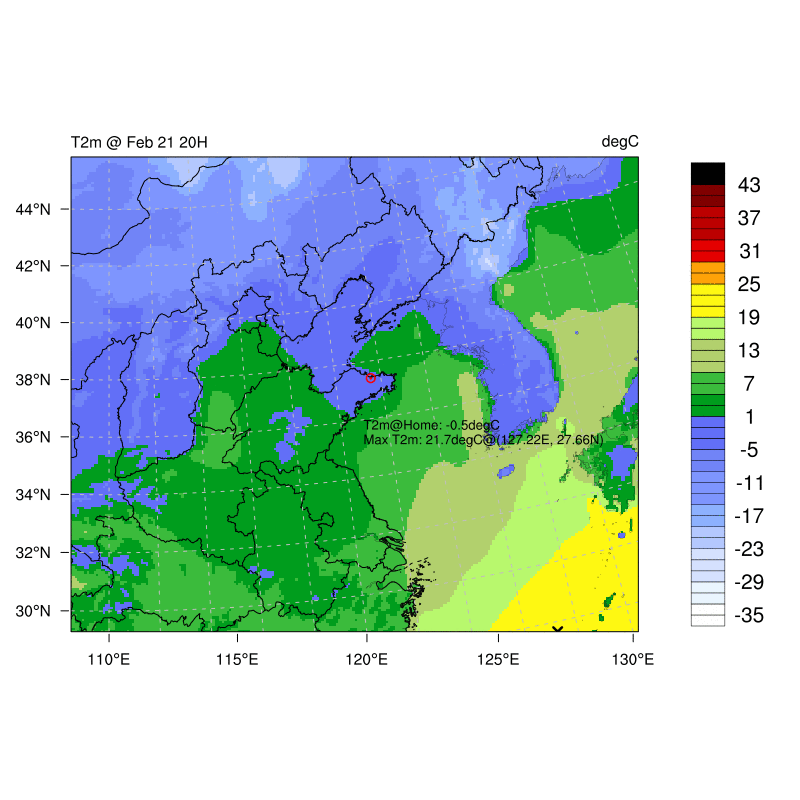 T2m @ Feb 21 20H
degC
44°N
42°N
40°N
38°N
36°N
34°N
32°N
30°N
110°E
115°E
120°E
125°E
130°E
T2m@Home: -0.5degC
Max T2m: 21.7degC@(127.22E, 27.66N)
43
37
31
25
19
13
7
1
-5
-11
-17
-23
-29
-35